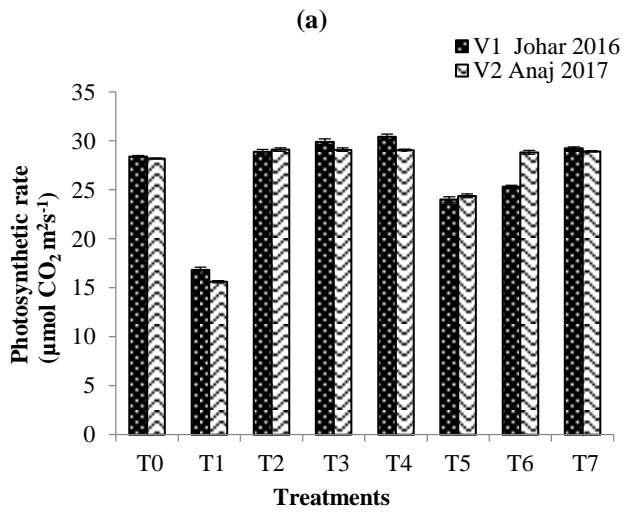 (a)
V1 Johar 2016
V2 Anaj 2017
35
30
25
20
15
10
5
0
Photosynthetic rate
(µmol CO₂ m²s⁻¹)
T0 T1 T2 T3 T4 T5 T6 T7
Treatments